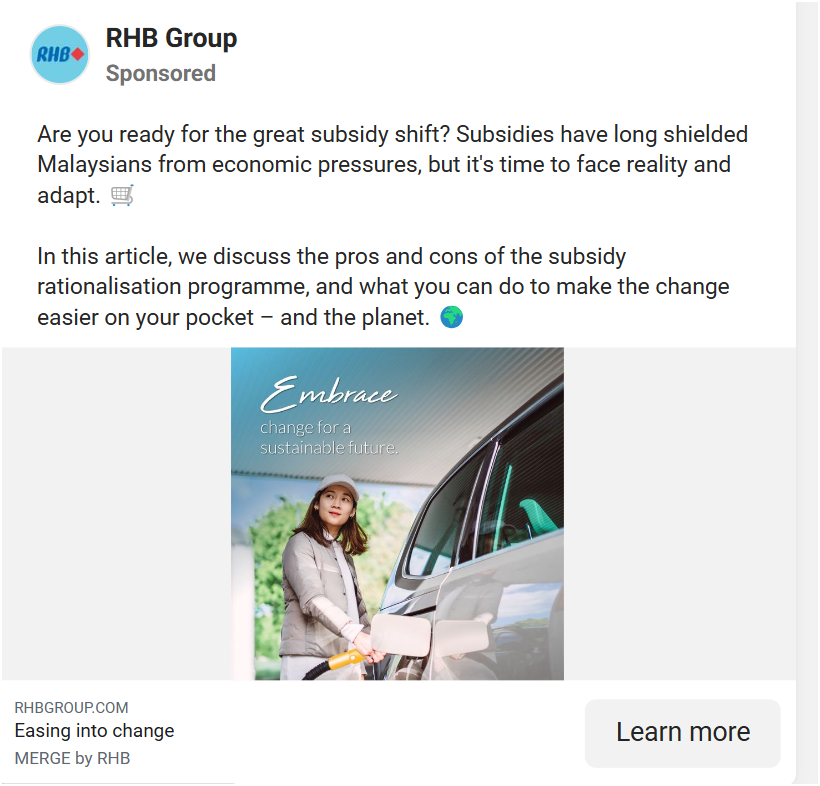 RHB
RHB Group
Sponsored
Are you ready for the great subsidy shift? Subsidies have long shielded
Malaysians from economic pressures, but it's time to face reality and
adapt. 🛒
In this article, we discuss the pros and cons of the subsidy
rationalisation programme, and what you can do to make the change
easier on your pocket – and the planet. 🌍
Embrace
change for a
sustainable future.
RHBGROUP.COM
Easing into change
MERGE by RHB
Learn more